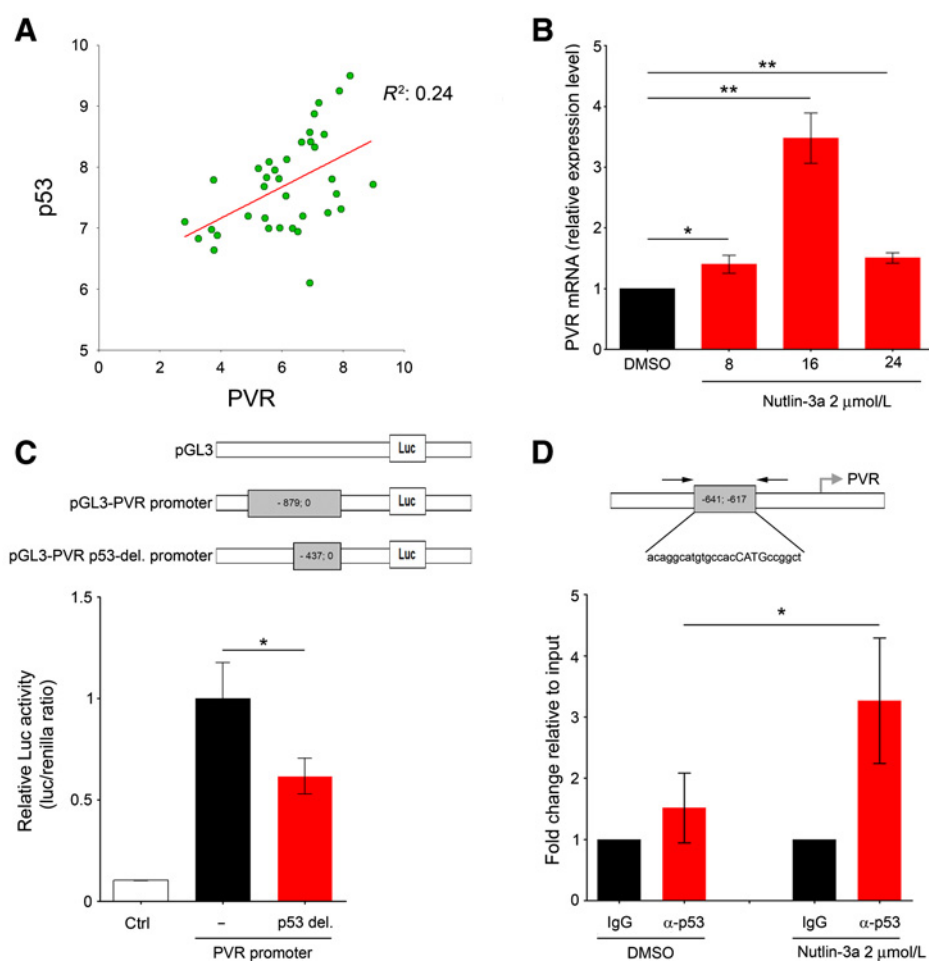 A
p53
10
9
8
7
6
5
R²: 0.24
0 2 4 6 8 10
PVR
B
PVR mRNA (relative expression level)
5
4
3
2
1
0
**
**
*
DMSO 8 16 24
Nutlin-3a 2 μmol/L
C
pGL3 Luc
pGL3-PVR promoter - 879; 0 Luc
pGL3-PVR p53-del. promoter - 437; 0 Luc
Relative Luc activity
(luc/renilla ratio)
1.5
1
0.5
0
*
Ctrl – p53 del.
PVR promoter
D
-641; -617 PVR
acaggcatgtgccacCATGccggct
Fold change relative to input
5
4
3
2
1
0
*
IgG α-p53 IgG α-p53
DMSO Nutlin-3a 2 μmol/L